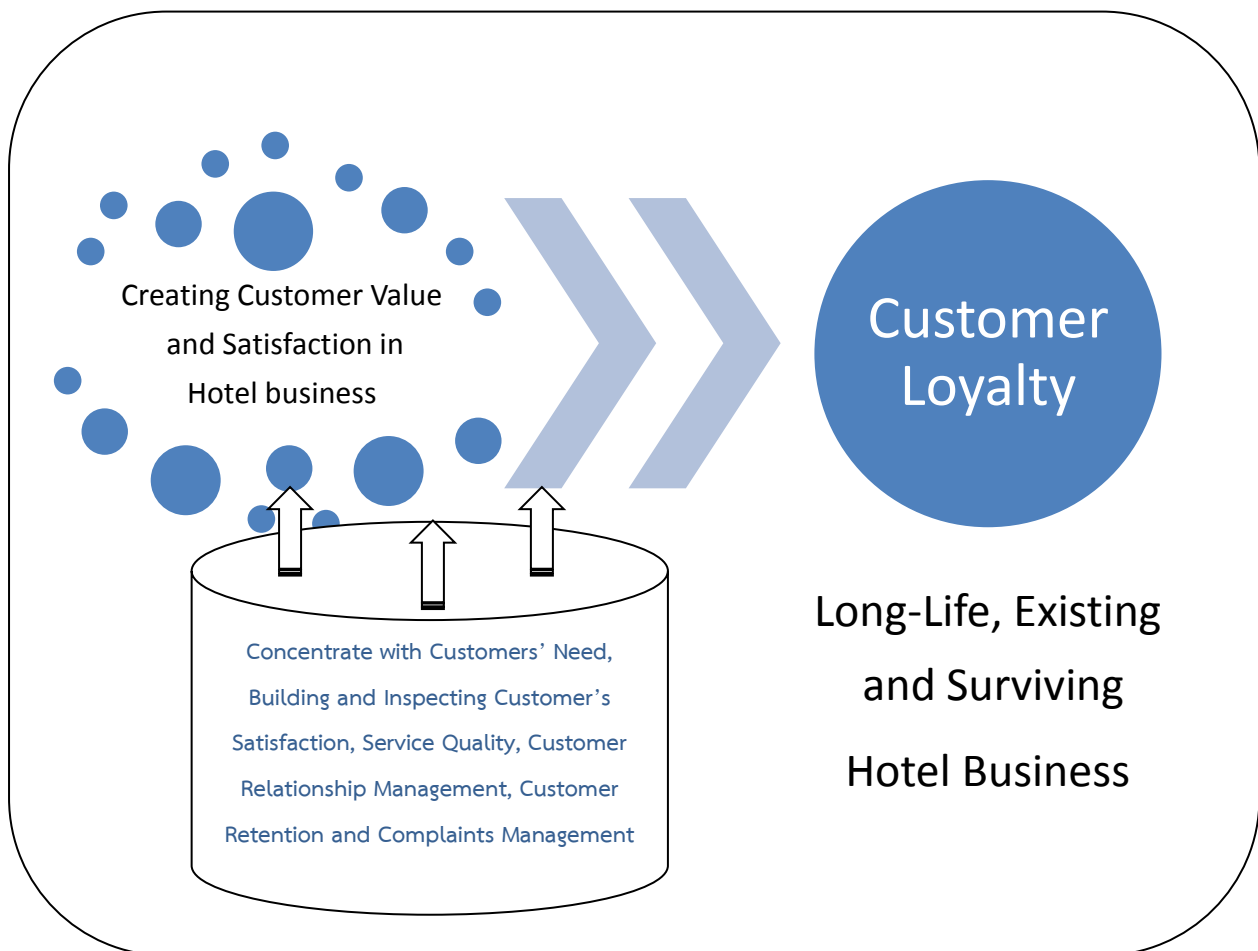 Creating Customer Value
and Satisfaction in
Hotel business
Customer
Loyalty
Concentrate with Customers’ Need,
Building and Inspecting Customer’s
Satisfaction, Service Quality, Customer
Relationship Management, Customer
Retention and Complaints Management
Long-Life, Existing
and Surviving
Hotel Business